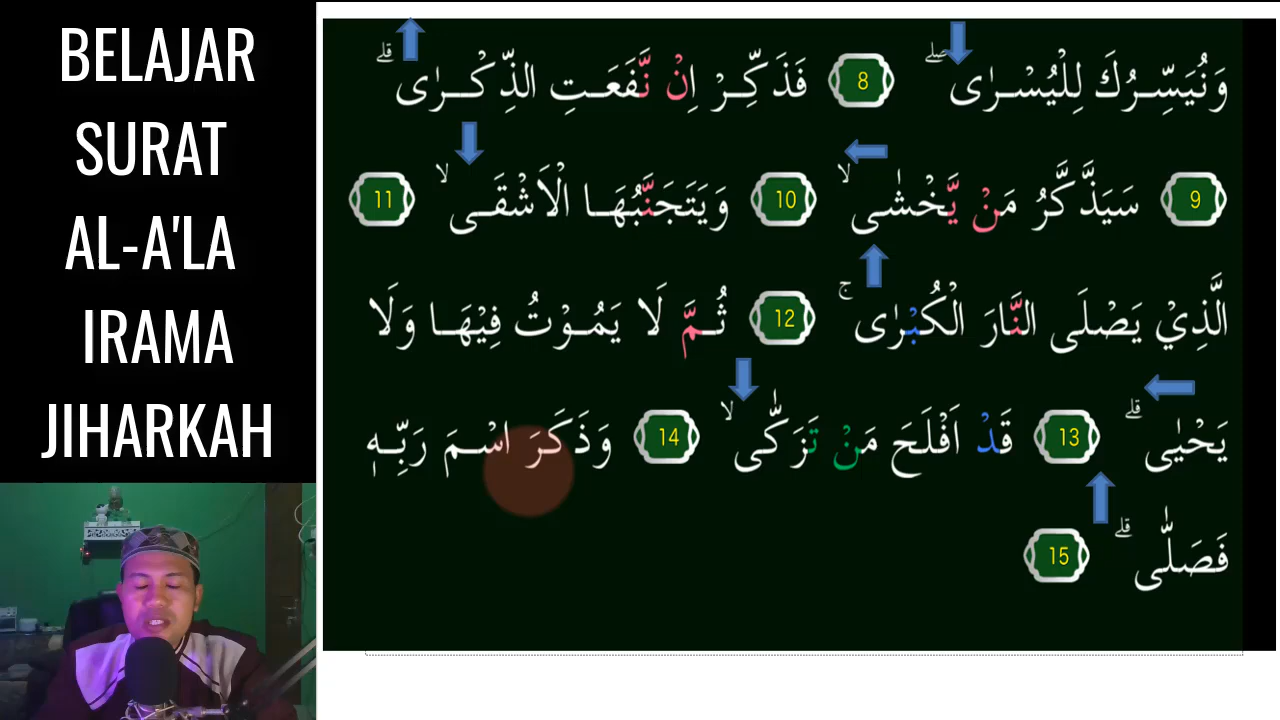 BELAJAR
SURAT
AL-A'LA
IRAMA
JIHARKAH
وَنُيَسِّرُكَ لِلْيُسْرٰىۖ 8 فَذَكِّرْ اِنْ نَّفَعَتِ الذِّكْرٰىۗ
9 سَيَذَّكَّرُ مَنْ يَّخْشٰىۙ 10 وَيَتَجَنَّبُهَا الْاَشْقَىۙ 11
الَّذِيْ يَصْلَى النَّارَ الْكُبْرٰىۚ 12 ثُمَّ لَا يَمُوْتُ فِيْهَا وَلَا
يَحْيٰىۗ 13 قَدْ اَفْلَحَ مَنْ تَزَكّٰىۙ 14 وَذَكَرَ اسْمَ رَبِّهٖ
فَصَلّٰىۗ 15